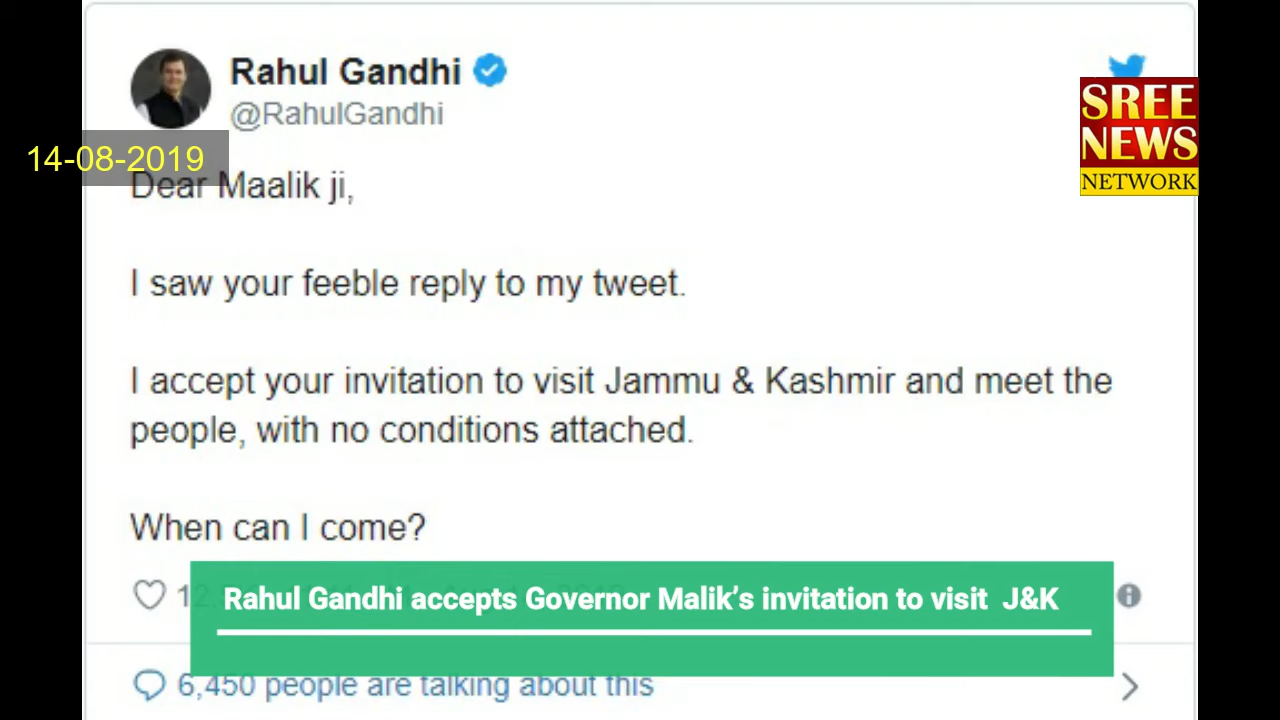 Rahul Gandhi
@RahulGandhi
14-08-2019
SREE
NEWS
NETWORK
Dear Maalik ji,
I saw your feeble reply to my tweet.
I accept your invitation to visit Jammu & Kashmir and meet the
people, with no conditions attached.
When can I come?
Rahul Gandhi accepts Governor Malik’s invitation to visit J&K
6,450 people are talking about this